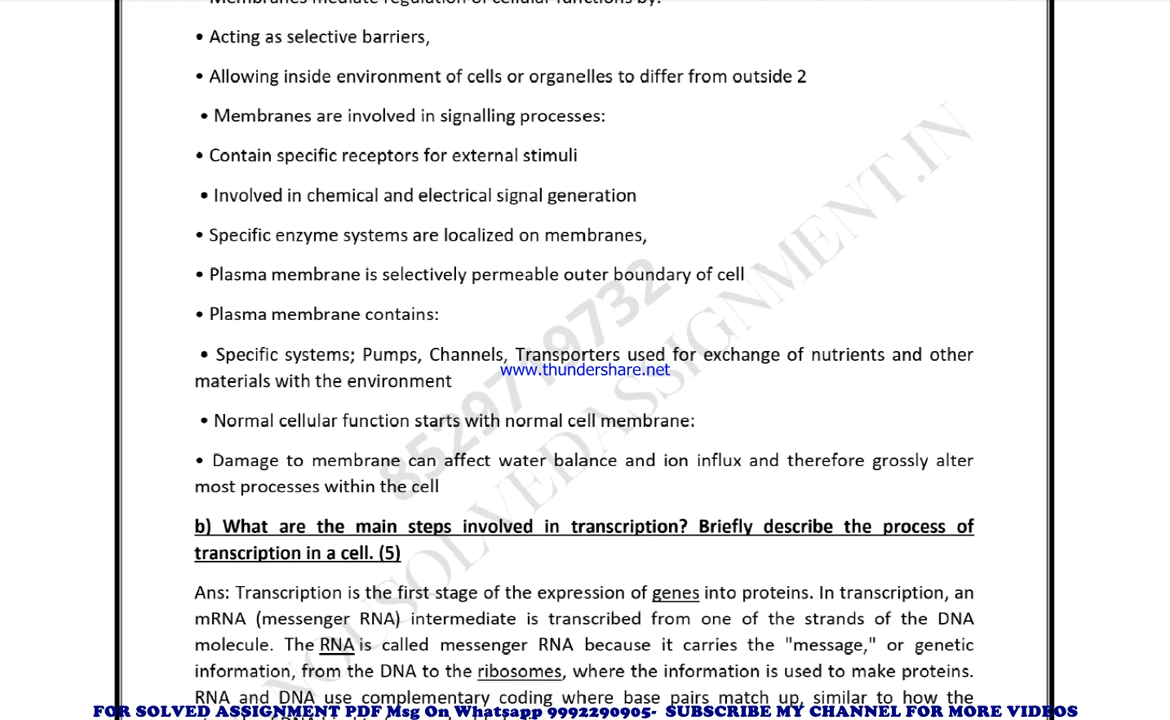 Membranes mediate regulation of cellular functions by:
• Acting as selective barriers,
• Allowing inside environment of cells or organelles to differ from outside 2
• Membranes are involved in signalling processes:
• Contain specific receptors for external stimuli
• Involved in chemical and electrical signal generation
• Specific enzyme systems are localized on membranes,
• Plasma membrane is selectively permeable outer boundary of cell
• Plasma membrane contains:
• Specific systems; Pumps, Channels, Transporters used for exchange of nutrients and other
www.thundershare.net
materials with the environment
• Normal cellular function starts with normal cell membrane:
• Damage to membrane can affect water balance and ion influx and therefore grossly alter
most processes within the cell
b) What are the main steps involved in transcription? Briefly describe the process of
transcription in a cell. (5)
Ans: Transcription is the first stage of the expression of genes into proteins. In transcription, an
mRNA (messenger RNA) intermediate is transcribed from one of the strands of the DNA
molecule. The RNA is called messenger RNA because it carries the "message," or genetic
information, from the DNA to the ribosomes, where the information is used to make proteins.
RNA and DNA use complementary coding where base pairs match up, similar to how the
FOR SOLVED ASSIGNMENT PDF Msg On Whatsapp 9992290905- SUBSCRIBE MY CHANNEL FOR MORE VIDEOS
8529719732
NOUSOLVEDASSIGNMENT.IN